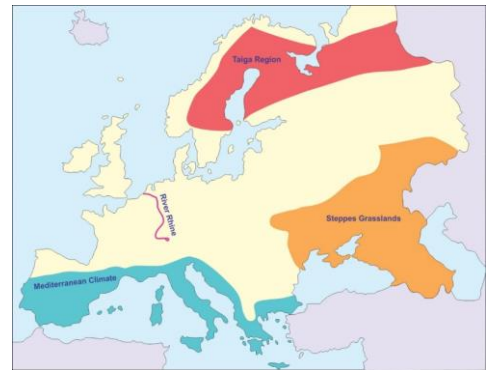 Taiga Region
River Rhine
Steppes Grasslands
Mediterranean Climate